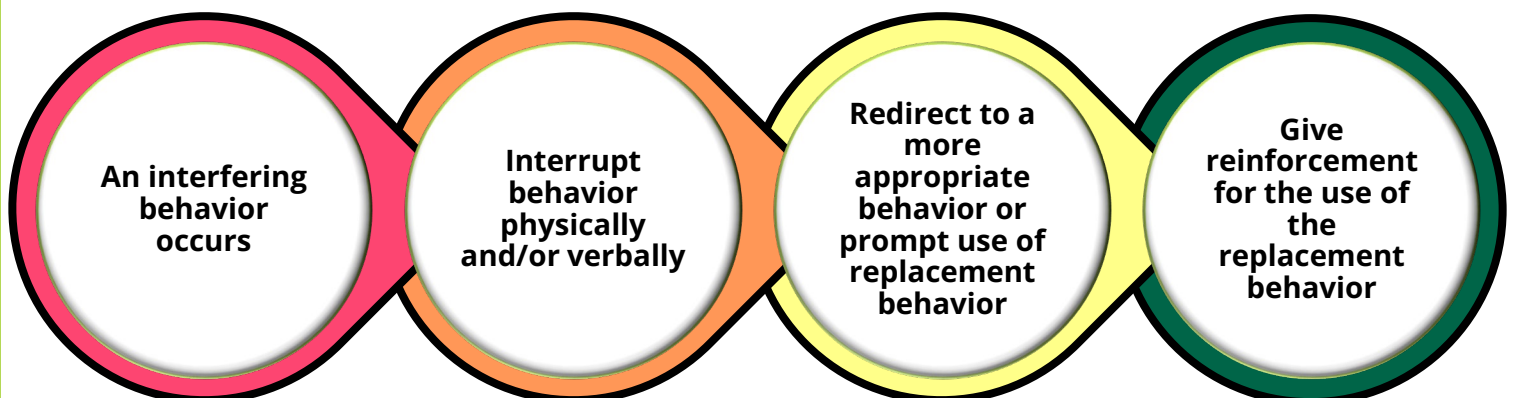 An interfering
behavior
occurs
Interrupt
behavior
physically
and/or verbally
Redirect to a
more
appropriate
behavior or
prompt use of
replacement
behavior
Give
reinforcement
for the use of
the
replacement
behavior